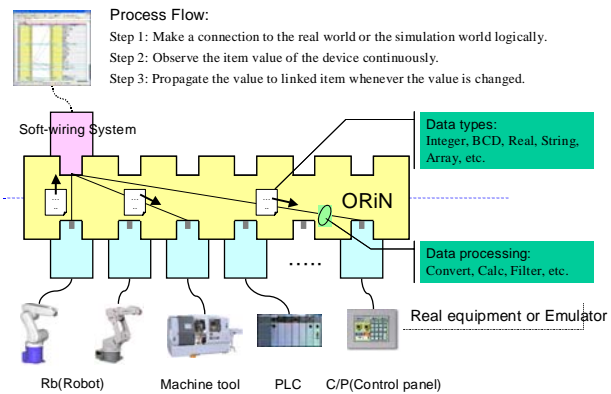 Process Flow:
Step 1: Make a connection to the real world or the simulation world logically.
Step 2: Observe the item value of the device continuously.
Step 3: Propagate the value to linked item whenever the value is changed.
Soft-wiring System
Data types:
Integer, BCD, Real, String,
Array, etc.
ORiN
Data processing:
Convert, Calc, Filter, etc.
.....
Real equipment or Emulator
Rb(Robot)
Machine tool
PLC
C/P(Control panel)